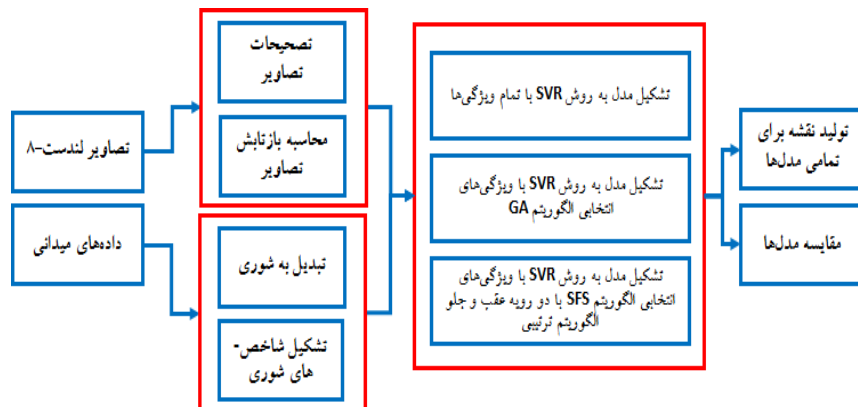 تصاویر لندست-۸
داده‌های میدانی
تصحیحات
تصاویر
محاسبه بازتابش
تصاویر
تبدیل به شوری
تشکیل شاخص-
های شوری
تشکیل مدل به روش SVR با تمام ویژگی‌ها
تشکیل مدل به روش SVR با ویژگی‌های
انتخابی الگوریتم GA
تشکیل مدل به روش SVR با ویژگی‌های
انتخابی الگوریتم SFS با دو رویه عقب و جلو
الگوریتم ترتیبی
تولید نقشه برای
تمامی مدل‌ها
مقایسه مدل‌ها